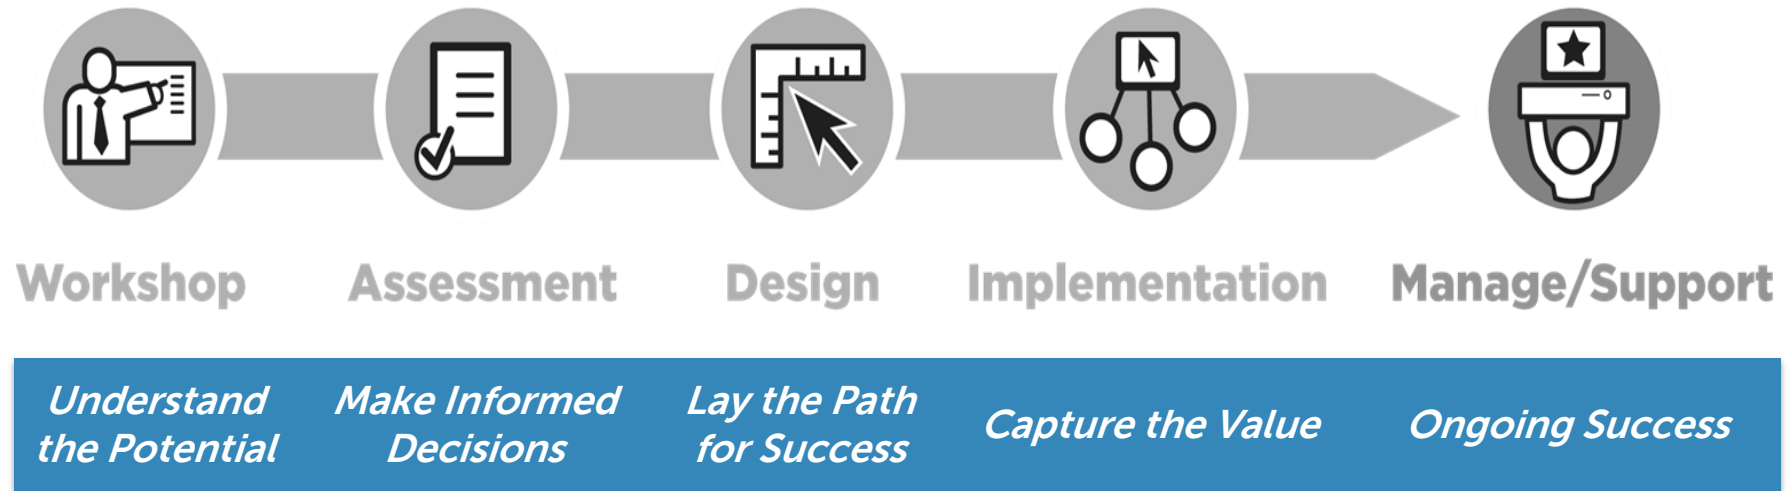 Workshop
Assessment
Design
Implementation
Manage/Support
Understand
the Potential
Make Informed
Decisions
Lay the Path
for Success
Capture the Value
Ongoing Success